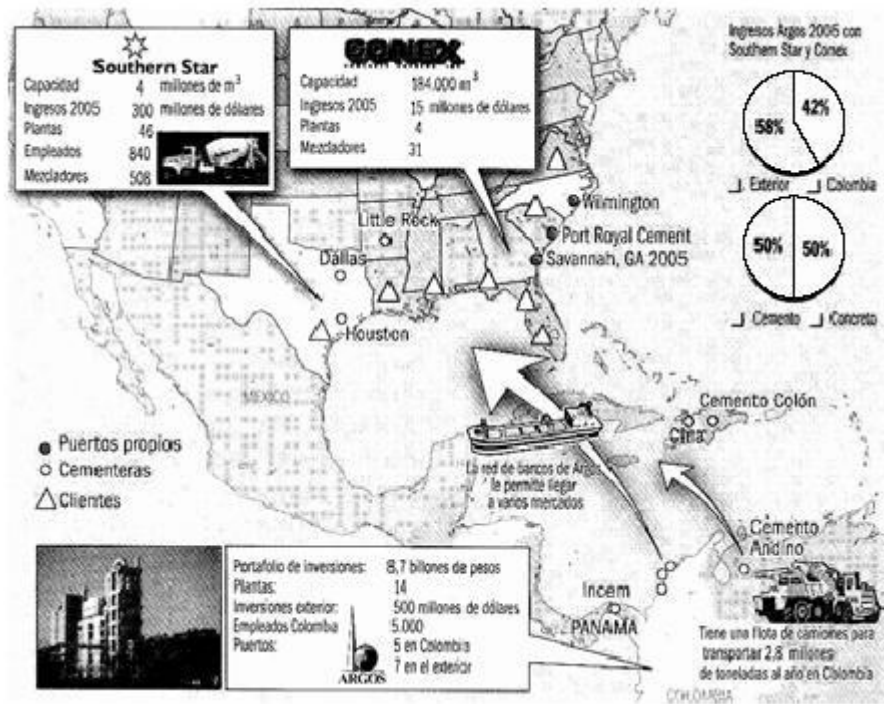 Southern Star
Capacidad 4 millones de m³
Ingresos 2005 300 millones de dólares
Plantas 46
Empleados 840
Mezcladores 508
CONEX
Capacidad 184.000 m³
Ingresos 2005 15 millones de dólares
Plantas 4
Mezcladores 31
Ingresos Argos 2005 con
Southern Star y Conex
58% 42%
Exterior Colombia
50% 50%
Cemento Concreto
Wilmington
Little Rock
Port Royal Cement
Savannah, GA 2005
Dallas
Houston
MEXICO
Cemento Colón
Cina
Puertos propios
Cementeras
Clientes
La red de barcos de Argos
le permite llegar
a varios mercados
Cemento
Andino
Incem
PANAMA
Portafolio de inversiones: 8,7 billones de pesos
Plantas: 14
Inversiones exterior: 500 millones de dólares
Empleados Colombia 5.000
Puertos: 5 en Colombia
7 en el exterior
ARGOS
Tiene una flota de camiones para
transportar 2,8 millones
de toneladas al año en Colombia
COLOMBIA